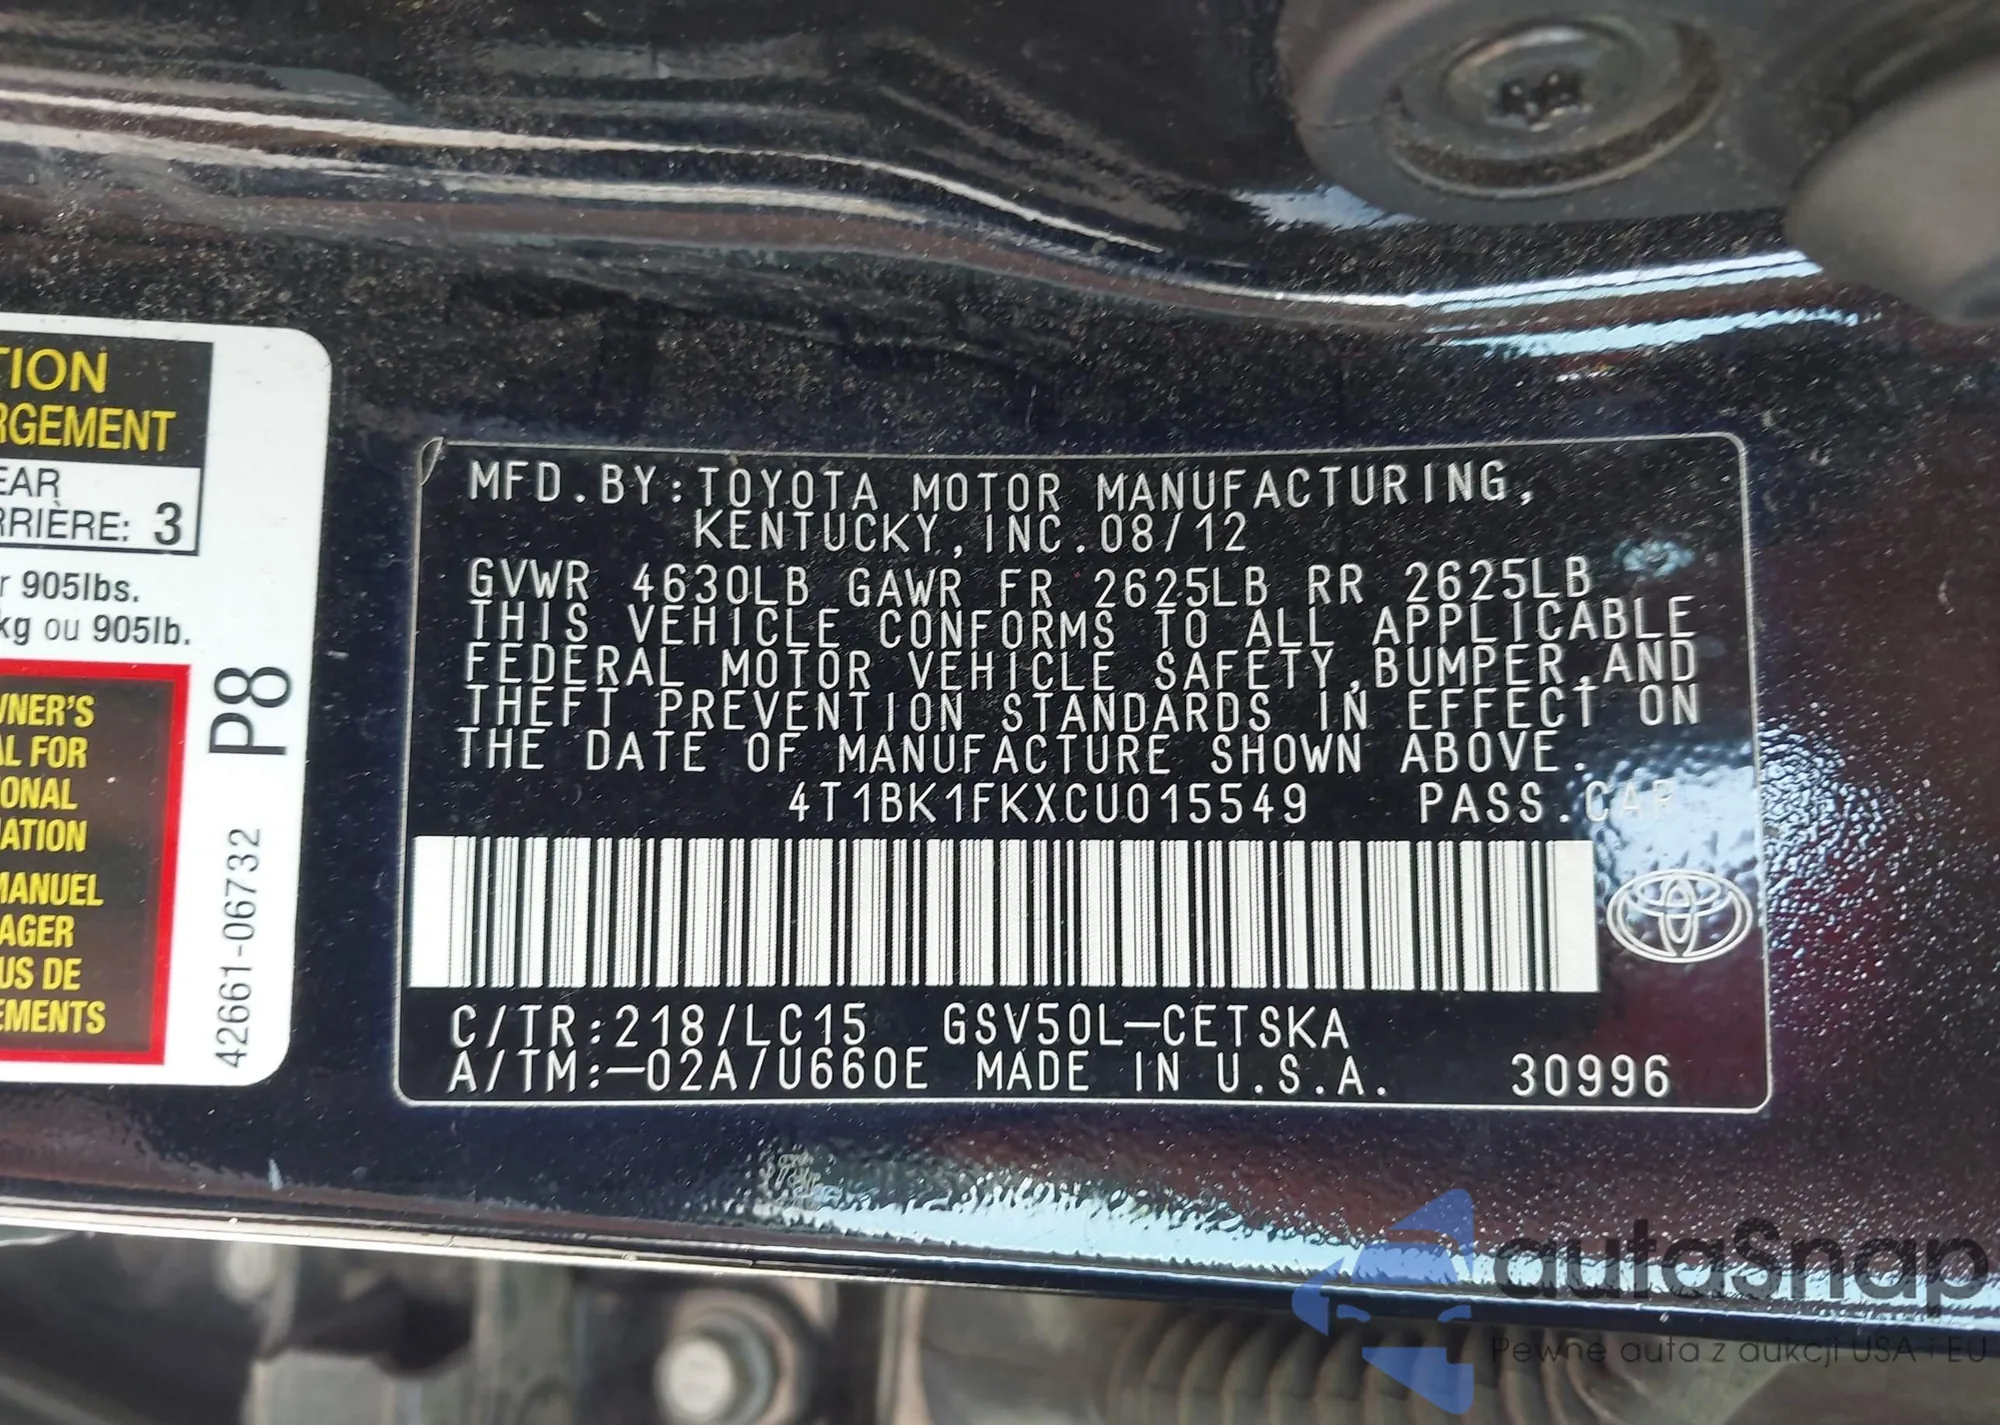 TION
RGEMENT
EAR
RRIÈRE: 3
r 905lbs.
kg ou 905lb.
WNER'S
AL FOR
ONAL
MATION
MANUEL
AGER
US DE
EMENTS
P8
42661-06732
MFD.BY:TOYOTA MOTOR MANUFACTURING,
KENTUCKY,INC.08/12
GVWR 4630LB GAWR FR 2625LB RR 2625LB
THIS VEHICLE CONFORMS TO ALL APPLICABLE
FEDERAL MOTOR VEHICLE SAFETY,BUMPER,AND
THEFT PREVENTION STANDARDS IN EFFECT ON
THE DATE OF MANUFACTURE SHOWN ABOVE.
4T1BK1FKXCU015549 PASS.CAR
C/TR:218/LC15 GSV50L-CETSKA
A/TM:-02A/U660E MADE IN U.S.A. 30996
autoSnap
Pewne auta z aukcji USA i EU